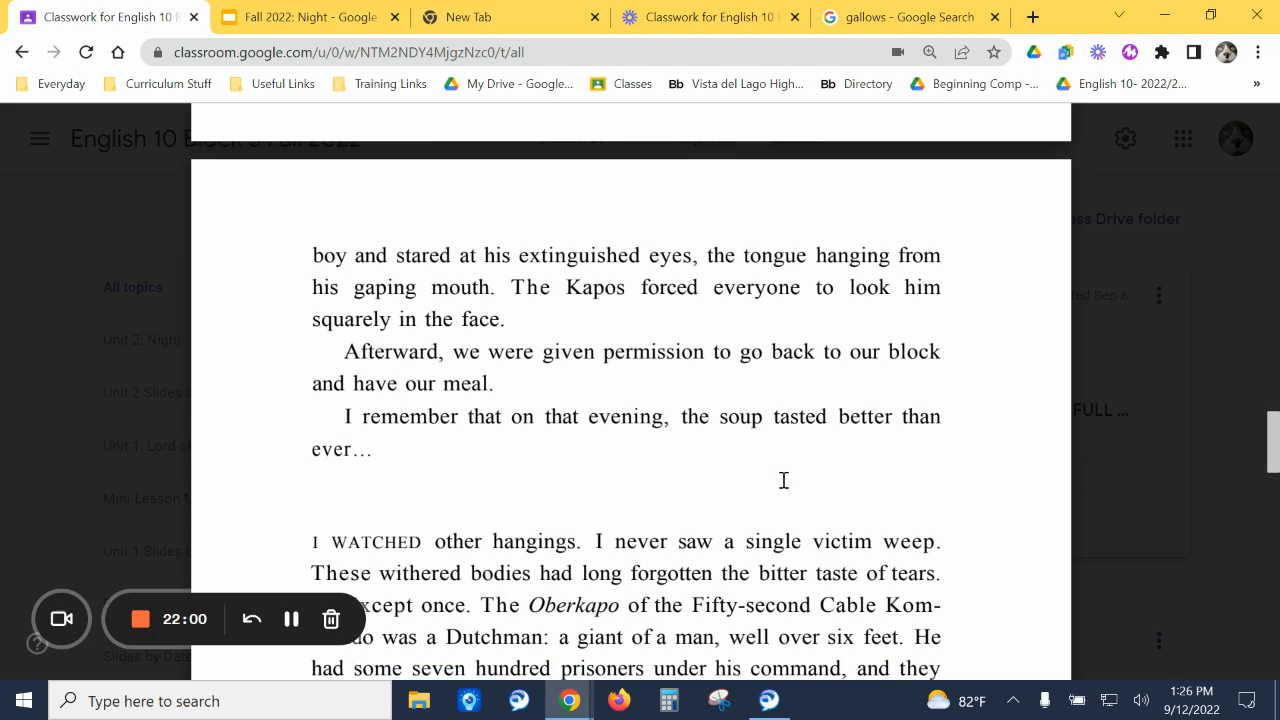 Classwork for English 10 B
Fall 2022: Night - Google
New Tab
Classwork for English 10 E
gallows - Google Search
classroom.google.com/u/0/w/NTM2NDY4MjgzNzc0/t/all
Everyday
Curriculum Stuff
Useful Links
Training Links
My Drive - Google...
Classes
Bb Vista del Lago High...
Bb Directory
Beginning Comp -...
English 10- 2022/2...
»
English 10 B
Fall 2022
ass Drive folder
All topics
ed Sep 6
Unit 2: Night
Unit 2 Slides
FULL ...
Unit 1: Lord o
Mini-Lesson M
Unit 1 Slides
Slides by Date
boy and stared at his extinguished eyes, the tongue hanging from
his gaping mouth. The Kapos forced everyone to look him
squarely in the face.
Afterward, we were given permission to go back to our block
and have our meal.
I remember that on that evening, the soup tasted better than
ever...
I WATCHED other hangings. I never saw a single victim weep.
These withered bodies had long forgotten the bitter taste of tears.
xcept once. The Oberkapo of the Fifty-second Cable Kom-
do was a Dutchman: a giant of a man, well over six feet. He
had some seven hundred prisoners under his command, and they
22:00
Type here to search
82°F
1:26 PM
9/12/2022